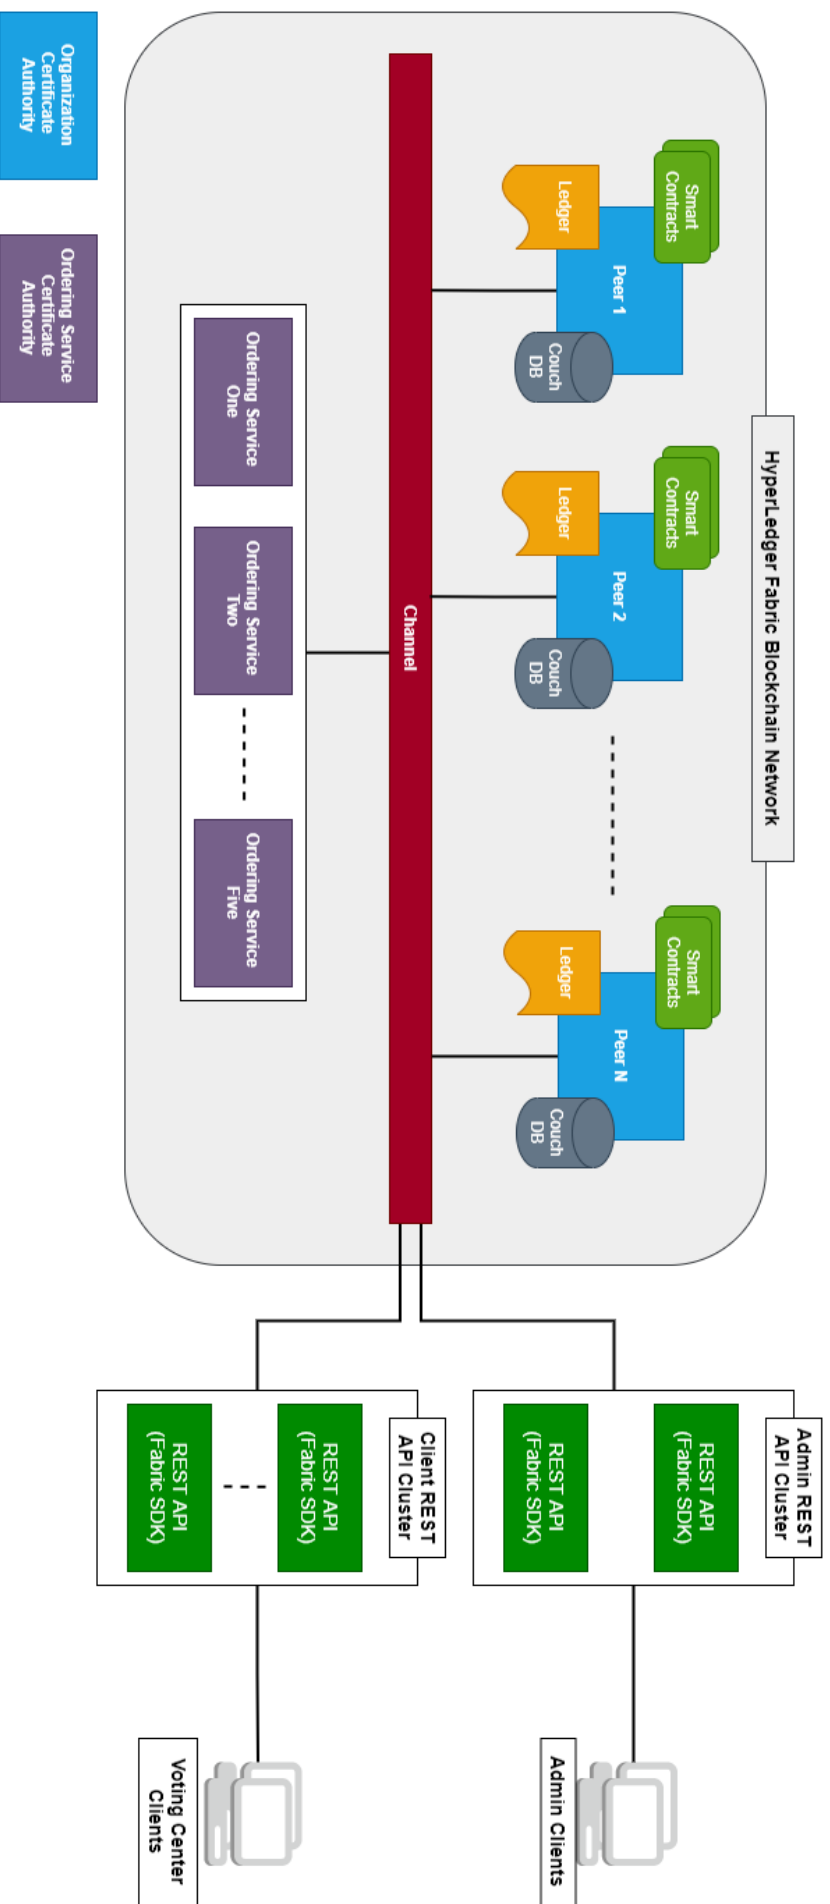 HyperLedger Fabric Blockchain Network
Smart
Contracts
Ledger
Peer 1
Couch
DB
Smart
Contracts
Ledger
Peer 2
Couch
DB
Smart
Contracts
Ledger
Peer N
Couch
DB
Channel
Ordering Service
One
Ordering Service
Two
Ordering Service
Five
Organization
Certificate
Authority
Ordering Service
Certificate
Authority
Admin REST
API Cluster
REST API
(Fabric SDK)
REST API
(Fabric SDK)
Admin Clients
Client REST
API Cluster
REST API
(Fabric SDK)
REST API
(Fabric SDK)
Voting Center
Clients